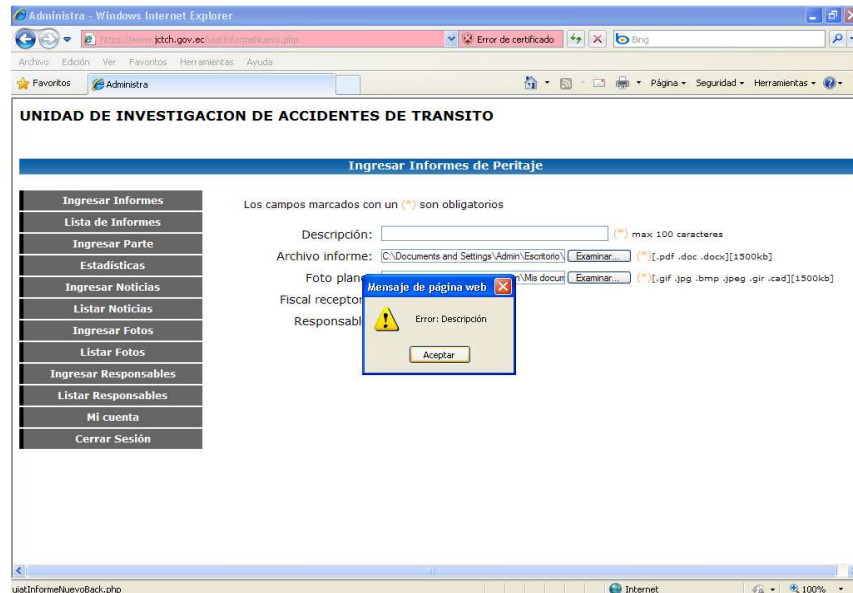 Administra - Windows Internet Explorer
https://www.jctch.gov.ec/uiatInformeNuevo.php
Error de certificado
Bing
Archivo Edición Ver Favoritos Herramientas Ayuda
Favoritos
Administra
Página
Seguridad
Herramientas
UNIDAD DE INVESTIGACION DE ACCIDENTES DE TRANSITO
Ingresar Informes de Peritaje
Ingresar Informes
Lista de Informes
Ingresar Parte
Estadísticas
Ingresar Noticias
Listar Noticias
Ingresar Fotos
Listar Fotos
Ingresar Responsables
Listar Responsables
Mi cuenta
Cerrar Sesión
Los campos marcados con un (*) son obligatorios
Descripción: (*) max 100 caracteres
Archivo informe: C:\Documents and Settings\Admin\Escritorio\ Examinar... (*)[.pdf .doc .docx][1500kb]
Foto plano n\Mis docum Examinar... (*)[.gif .jpg .bmp .jpeg .gir .cad][1500kb]
Fiscal receptor
Responsabl
Mensaje de página web
Error: Descripción
Aceptar
uiatInformeNuevoBack.php
Internet
100%